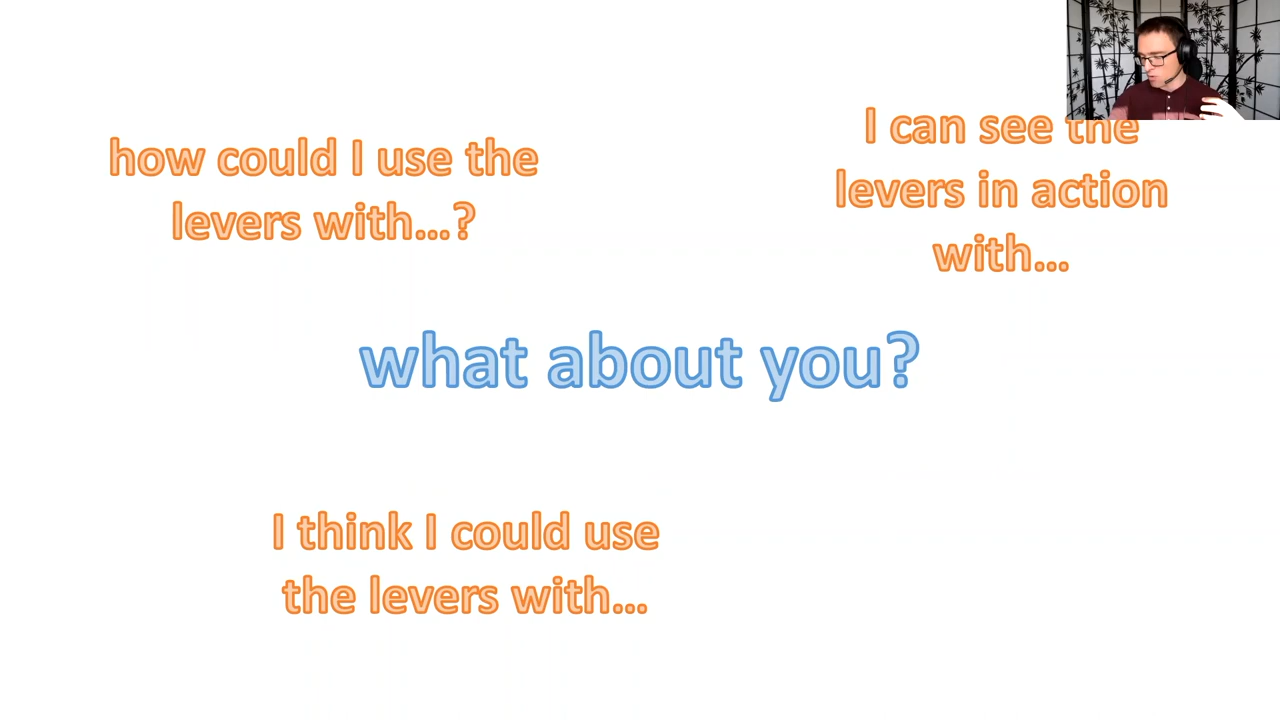 how could I use the
levers with...?
I can see the
levers in action
with...
what about you?
I think I could use
the levers with...